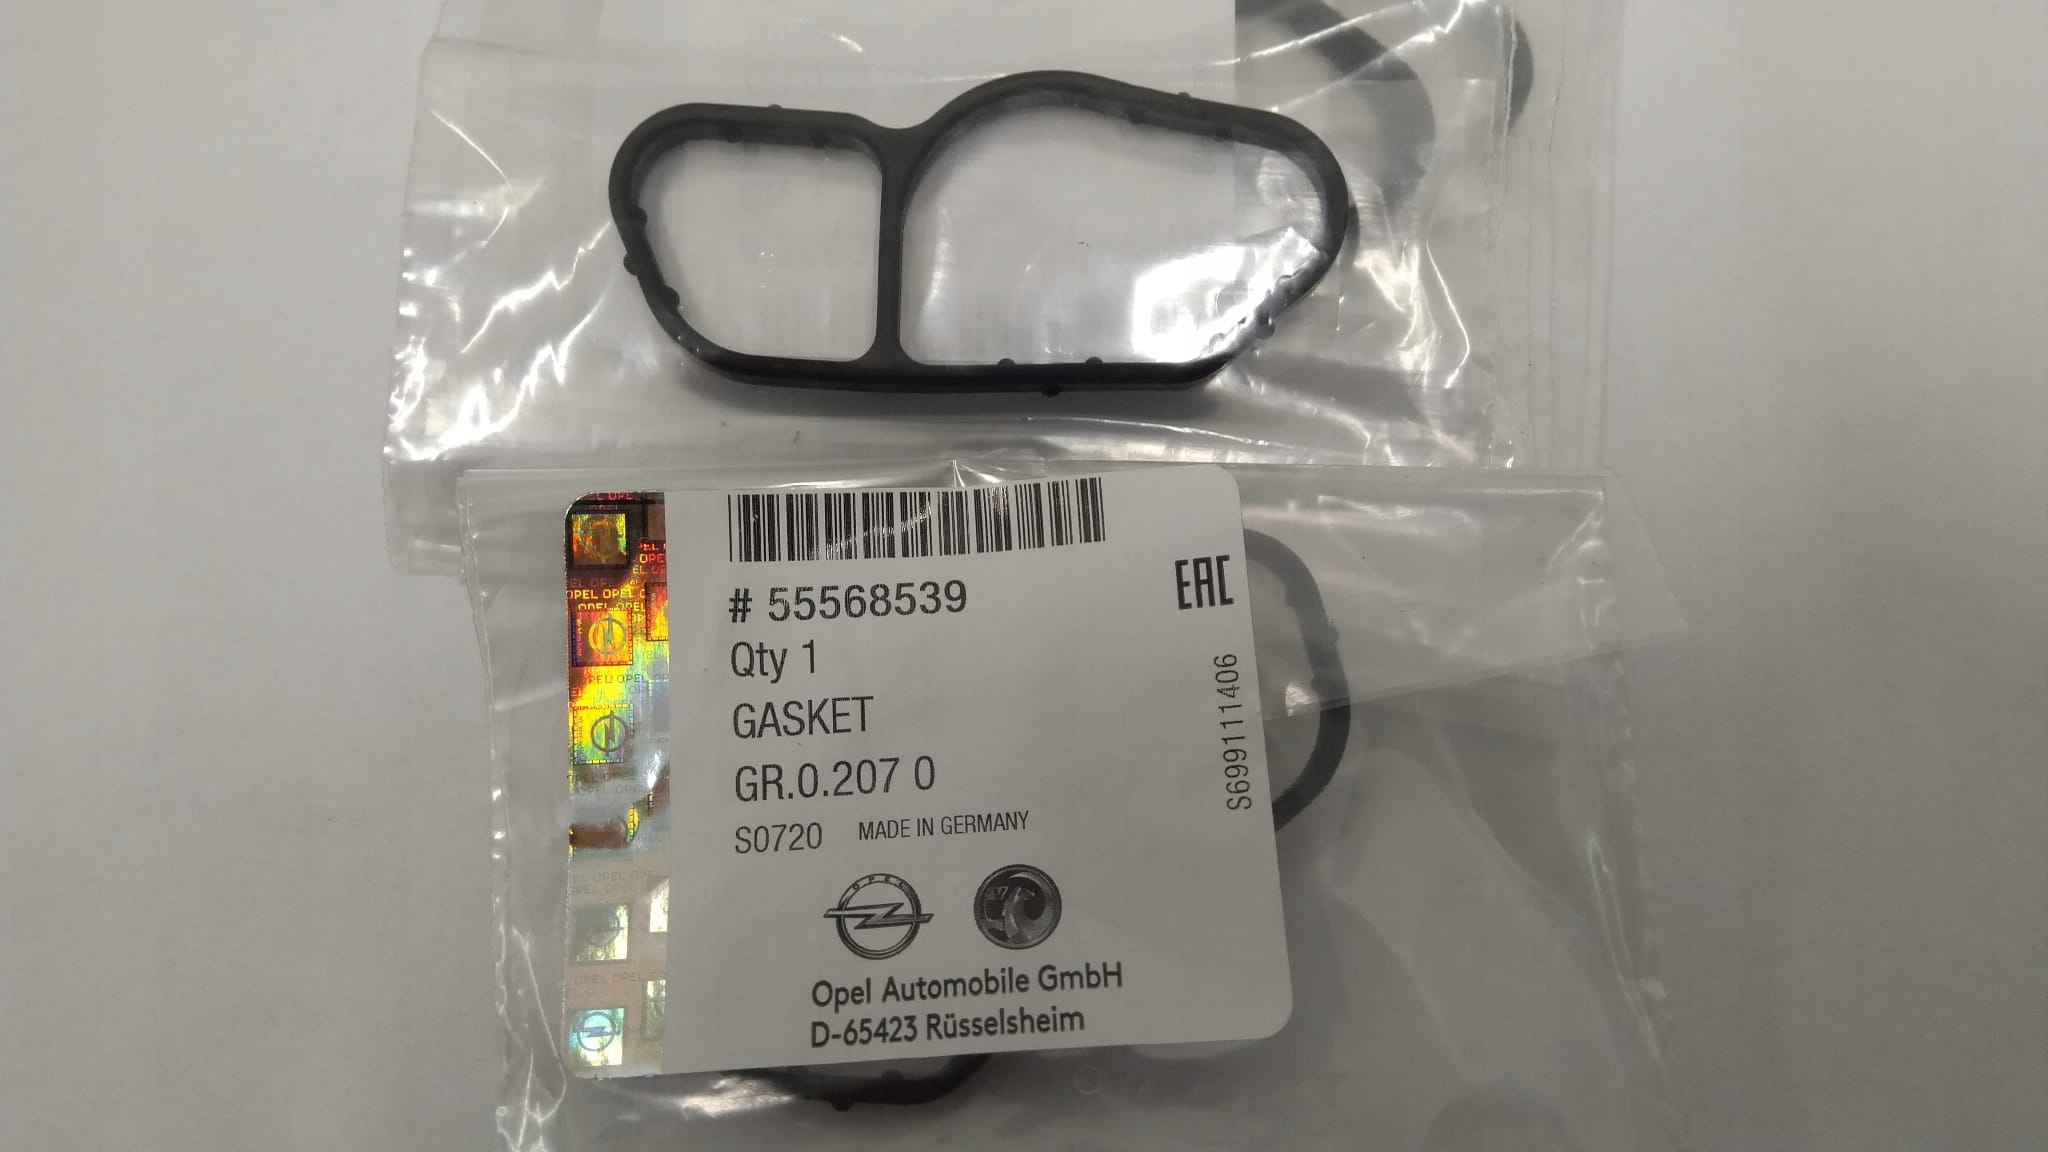 # 55568539
EAC
Qty 1
GASKET
GR.0.207 0
S0720 MADE IN GERMANY
S699111406
OPEL
Opel Automobile GmbH
D-65423 Rüsselsheim